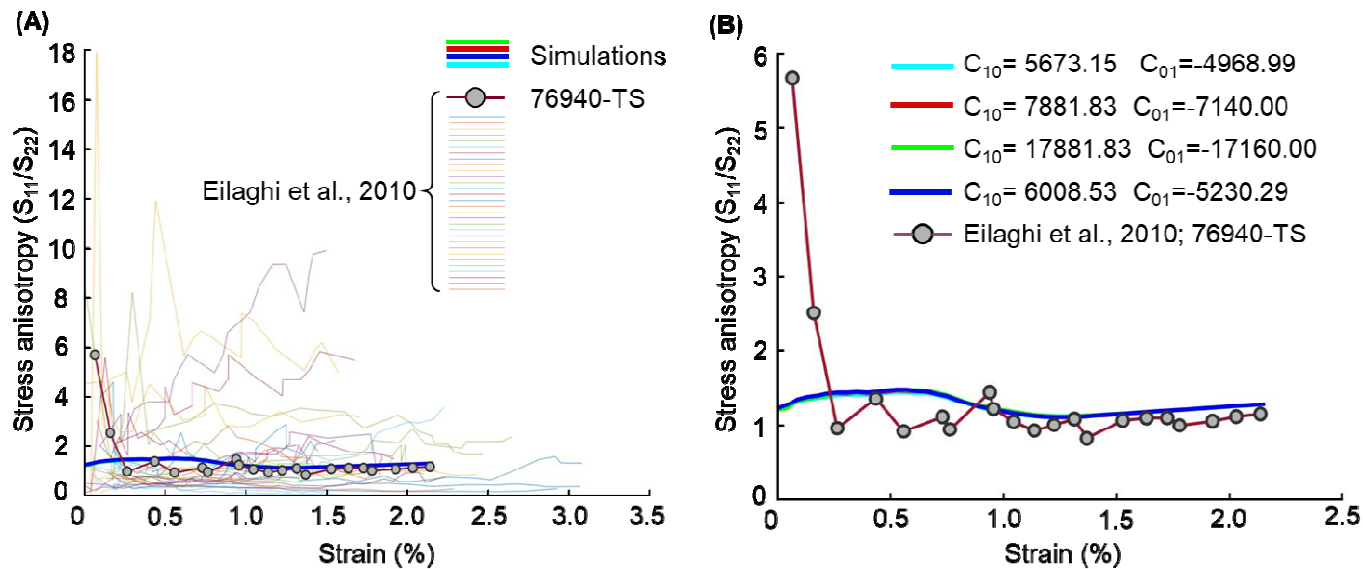 (A)
18
16
14
12
10
8
6
4
2
0
Stress anisotropy (S11/S22)
0 0.5 1.0 1.5 2.0 2.5 3.0 3.5
Strain (%)
Simulations
76940-TS
Eilaghi et al., 2010
(B)
6
5
4
3
2
1
0
Stress anisotropy (S11/S22)
0 0.5 1.0 1.5 2.0 2.5
Strain (%)
C10= 5673.15 C01=-4968.99
C10= 7881.83 C01=-7140.00
C10= 17881.83 C01=-17160.00
C10= 6008.53 C01=-5230.29
Eilaghi et al., 2010; 76940-TS